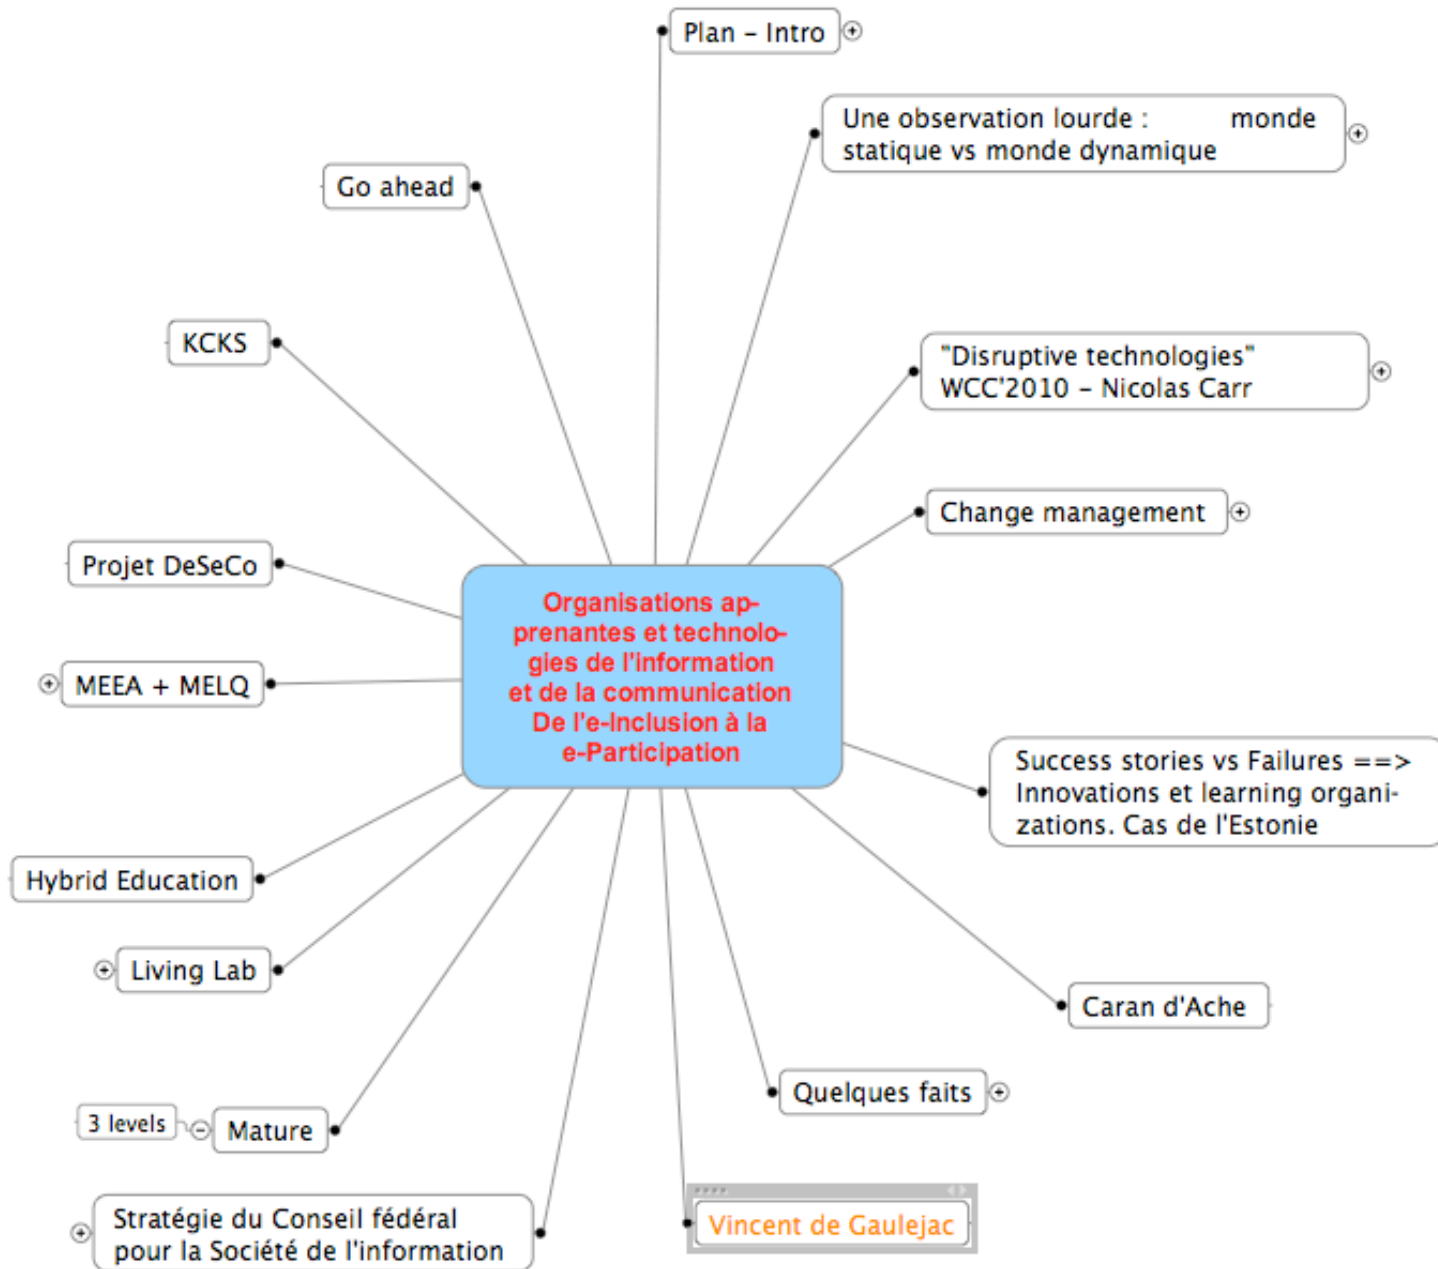 Plan – Intro
Une observation lourde : monde
statique vs monde dynamique
Go ahead
KCKS
"Disruptive technologies"
WCC'2010 – Nicolas Carr
Change management
Projet DeSeCo
Organisations ap-
prenantes et technolo-
gies de l'information
et de la communication
De l'e-Inclusion à la
e-Participation
MEEA + MELQ
Success stories vs Failures ==>
Innovations et learning organi-
zations. Cas de l'Estonie
Hybrid Education
Living Lab
Caran d'Ache
Quelques faits
3 levels
Mature
Stratégie du Conseil fédéral
pour la Société de l'information
Vincent de Gaulejac